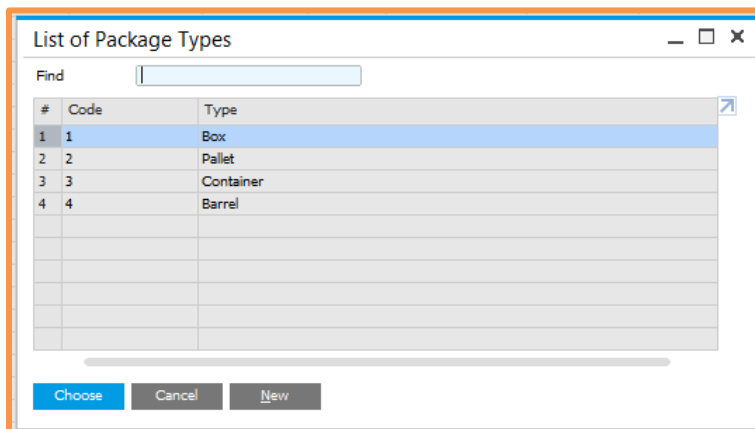 List of Package Types
Find
# Code Type
1 1 Box
2 2 Pallet
3 3 Container
4 4 Barrel
Choose Cancel New